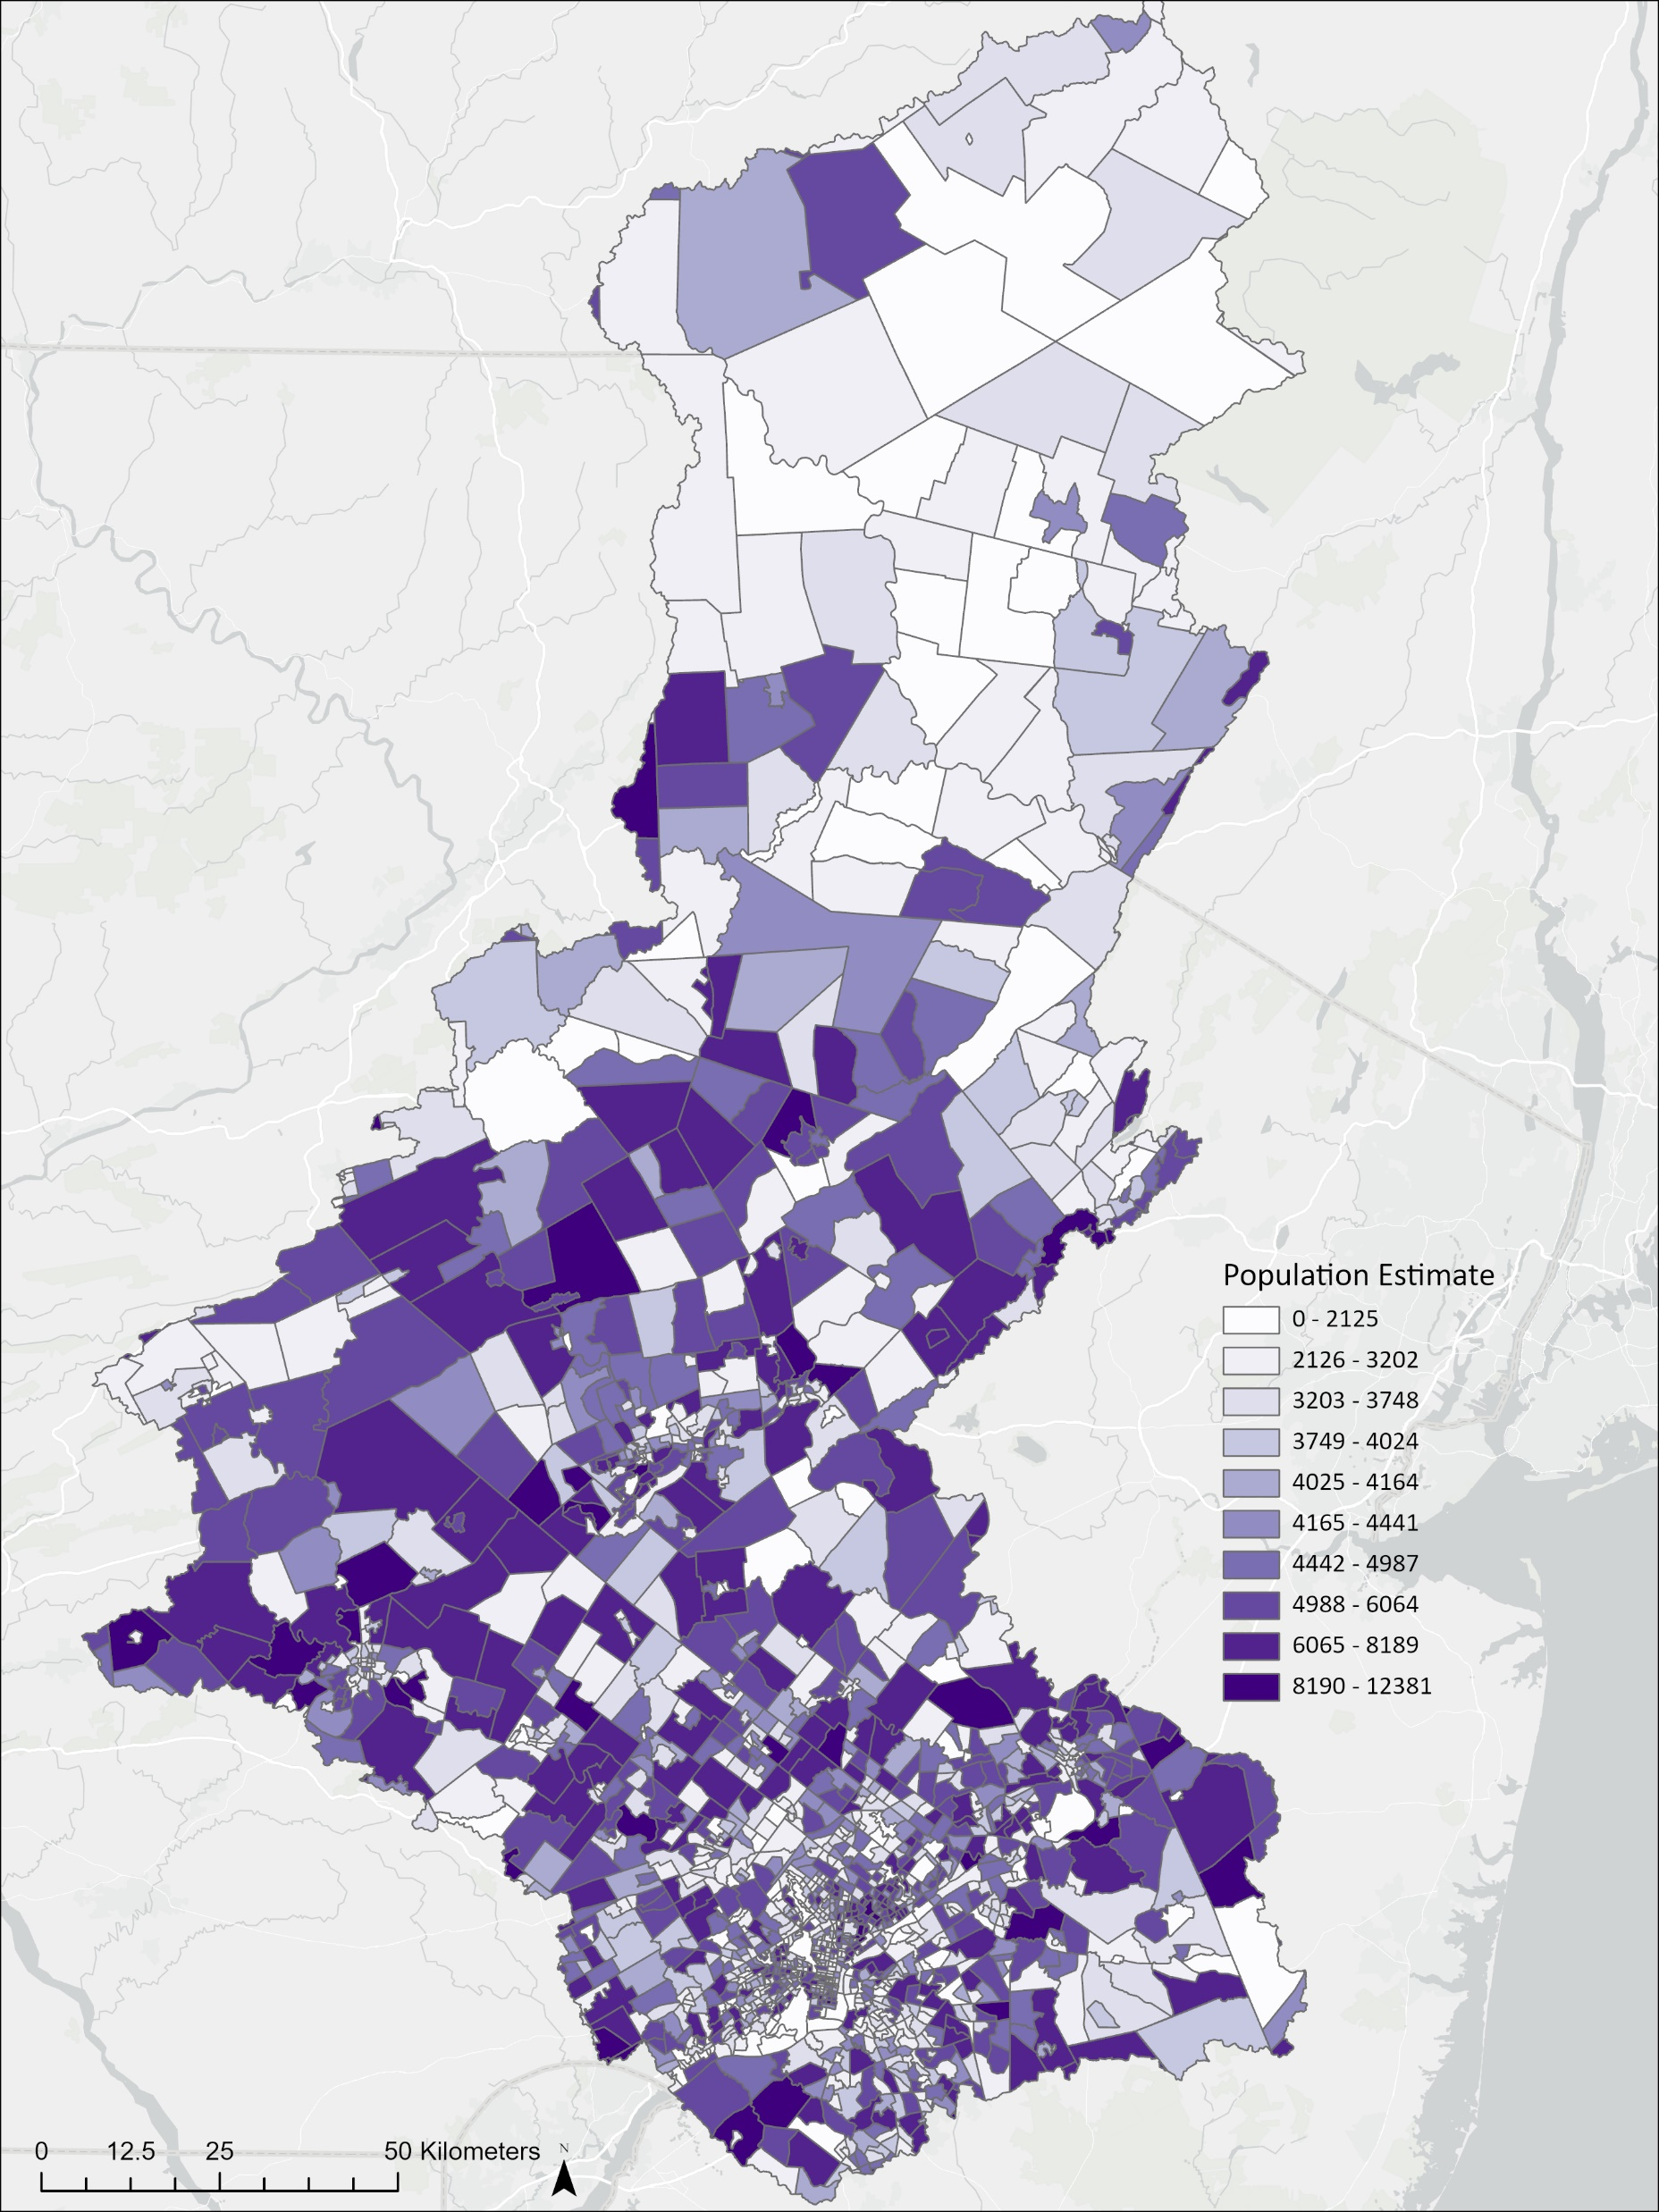 Population Estimate
0 - 2125
2126 - 3202
3203 - 3748
3749 - 4024
4025 - 4164
4165 - 4441
4442 - 4987
4988 - 6064
6065 - 8189
8190 - 12381
0 12.5 25 50 Kilometers
N